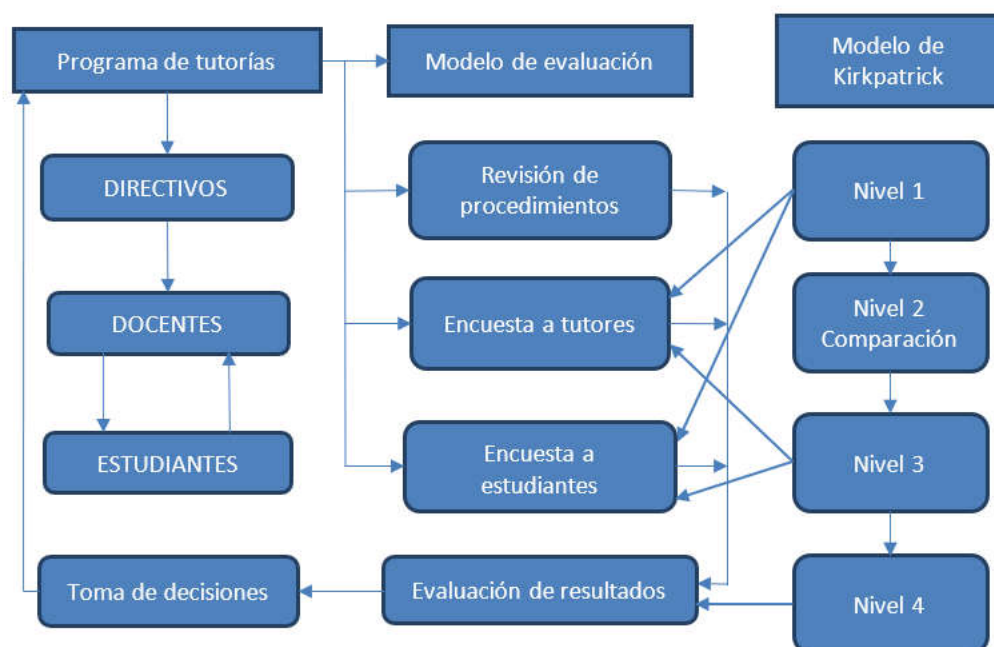 Programa de tutorías
Modelo de evaluación
Modelo de
Kirkpatrick
DIRECTIVOS
Revisión de
procedimientos
Nivel 1
DOCENTES
Encuesta a tutores
Nivel 2
Comparación
ESTUDIANTES
Encuesta a
estudiantes
Nivel 3
Toma de decisiones
Evaluación de resultados
Nivel 4